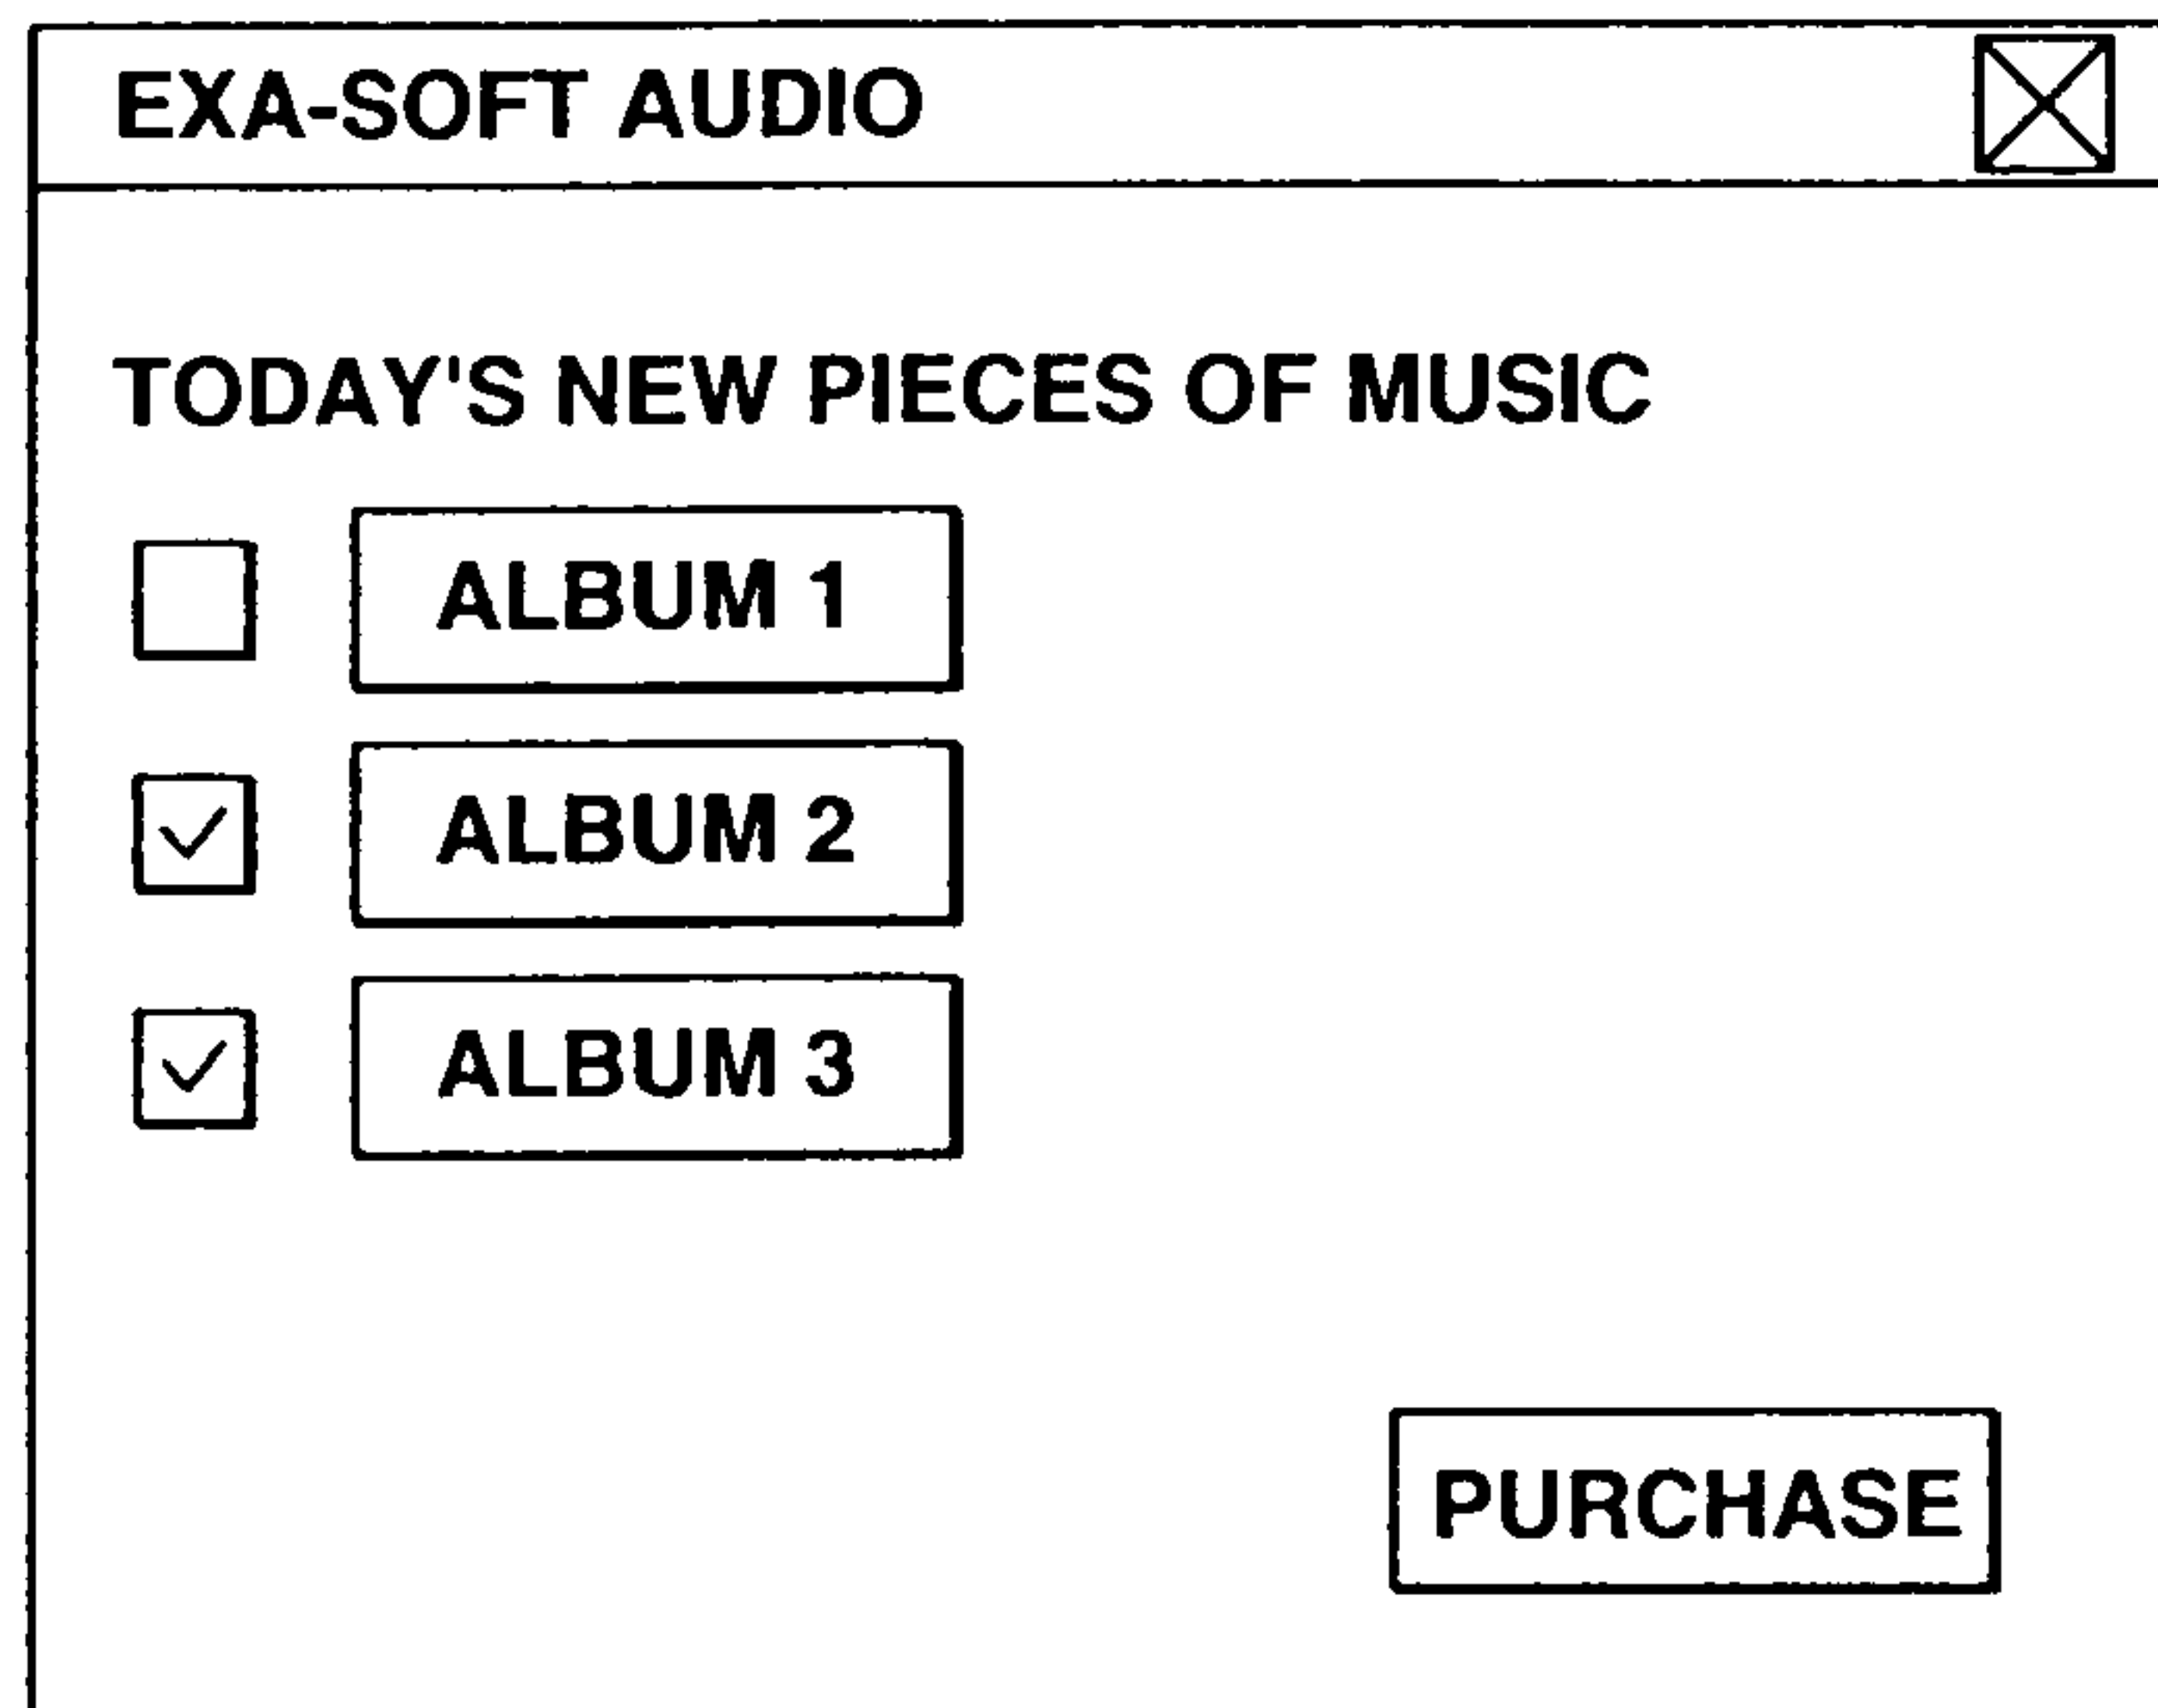 EXA-SOFT AUDIO
TODAY'S NEW PIECES OF MUSIC
ALBUM 1
ALBUM 2
ALBUM 3
PURCHASE